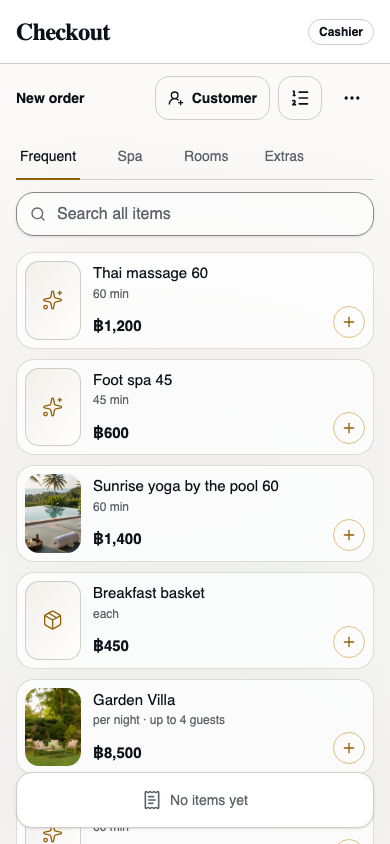 Checkout
Cashier
New order
Customer
Frequent
Spa
Rooms
Extras
Search all items
Thai massage 60
60 min
฿1,200
Foot spa 45
45 min
฿600
Sunrise yoga by the pool 60
60 min
฿1,400
Breakfast basket
each
฿450
Garden Villa
per night · up to 4 guests
฿8,500
No items yet